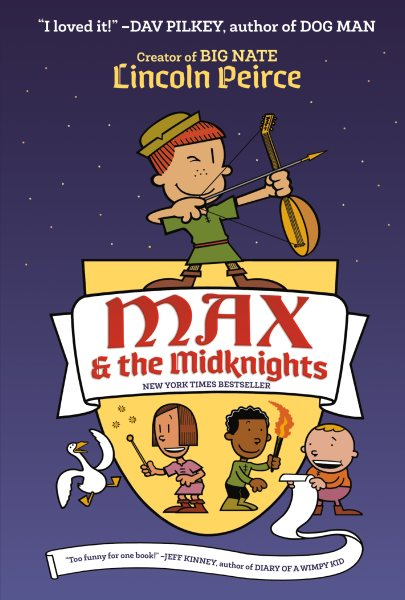 “I loved it!” –DAV PILKEY, author of DOG MAN
Creator of BIG NATE
Lincoln Peirce
MAX
& the Midknights
NEW YORK TIMES BESTSELLER
“Too funny for one book!” –JEFF KINNEY, author of DIARY OF A WIMPY KID